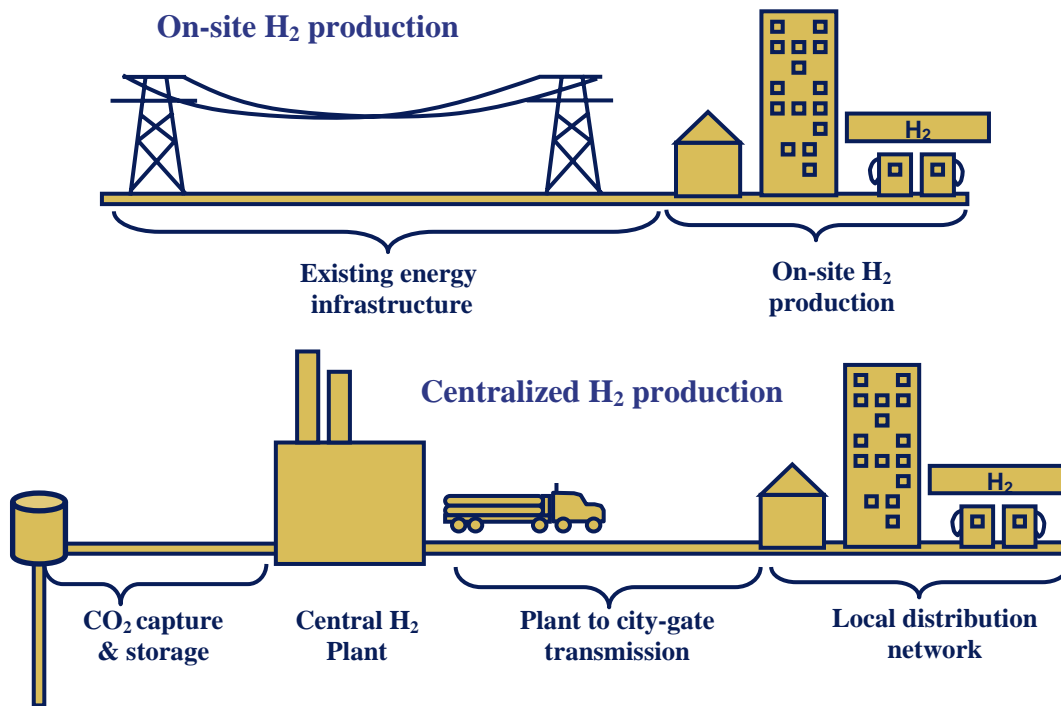 On-site H₂ production
H₂
Existing energy
infrastructure
On-site H₂
production
Centralized H₂ production
H₂
CO₂ capture
& storage
Central H₂
Plant
Plant to city-gate
transmission
Local distribution
network